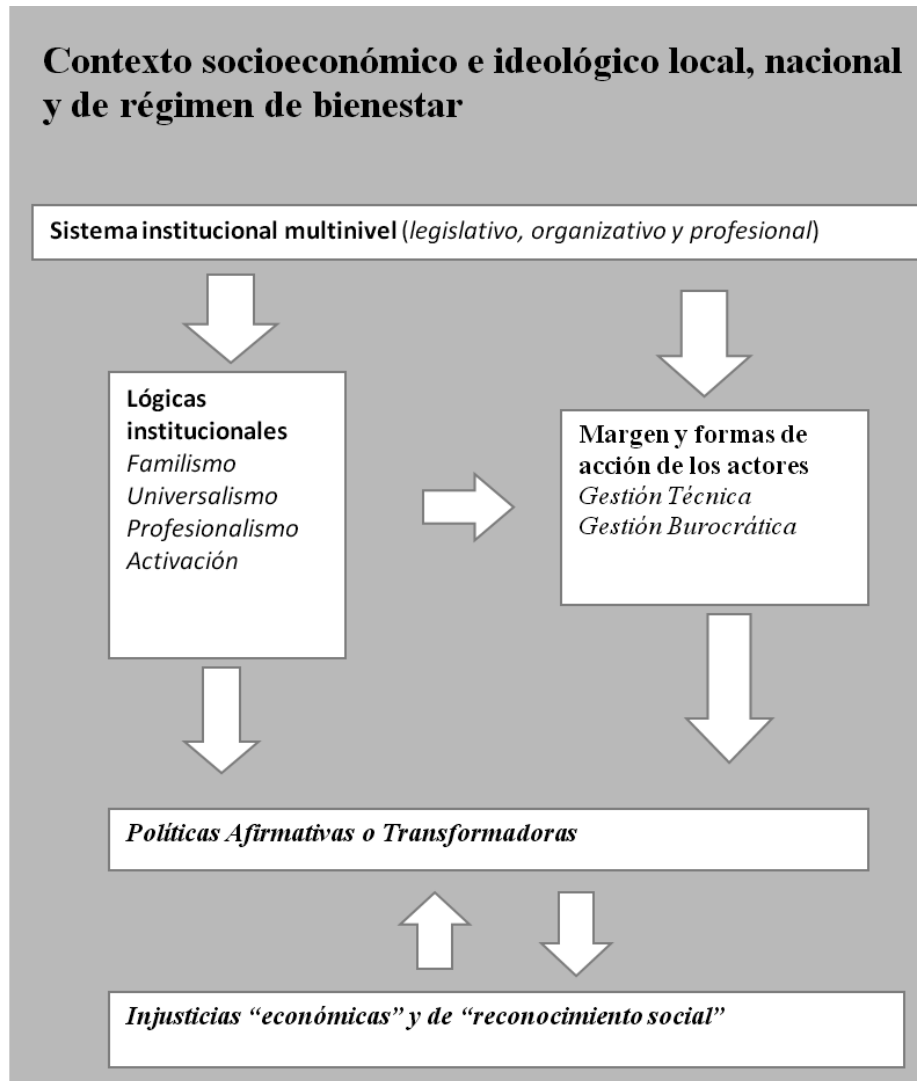 Contexto socioeconómico e ideológico local, nacional
y de régimen de bienestar
Sistema institucional multinivel (legislativo, organizativo y profesional)
Lógicas
institucionales
Familismo
Universalismo
Profesionalismo
Activación
Margen y formas de
acción de los actores
Gestión Técnica
Gestión Burocrática
Políticas Afirmativas o Transformadoras
Injusticias “económicas” y de “reconocimiento social”